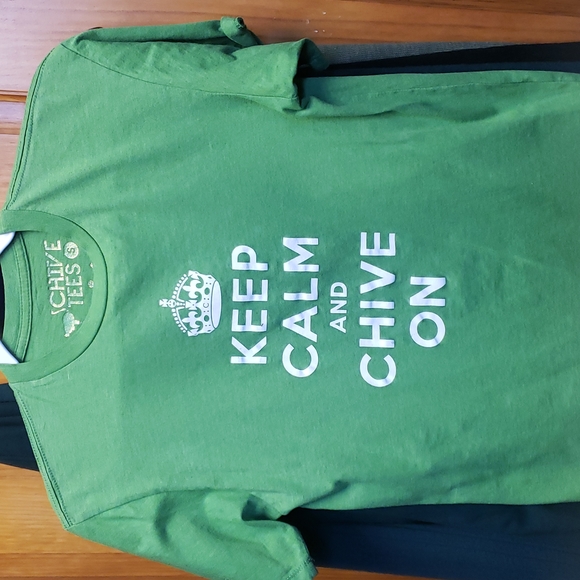 CHIVE
TEES
S
KEEP
CALM
AND
CHIVE
ON